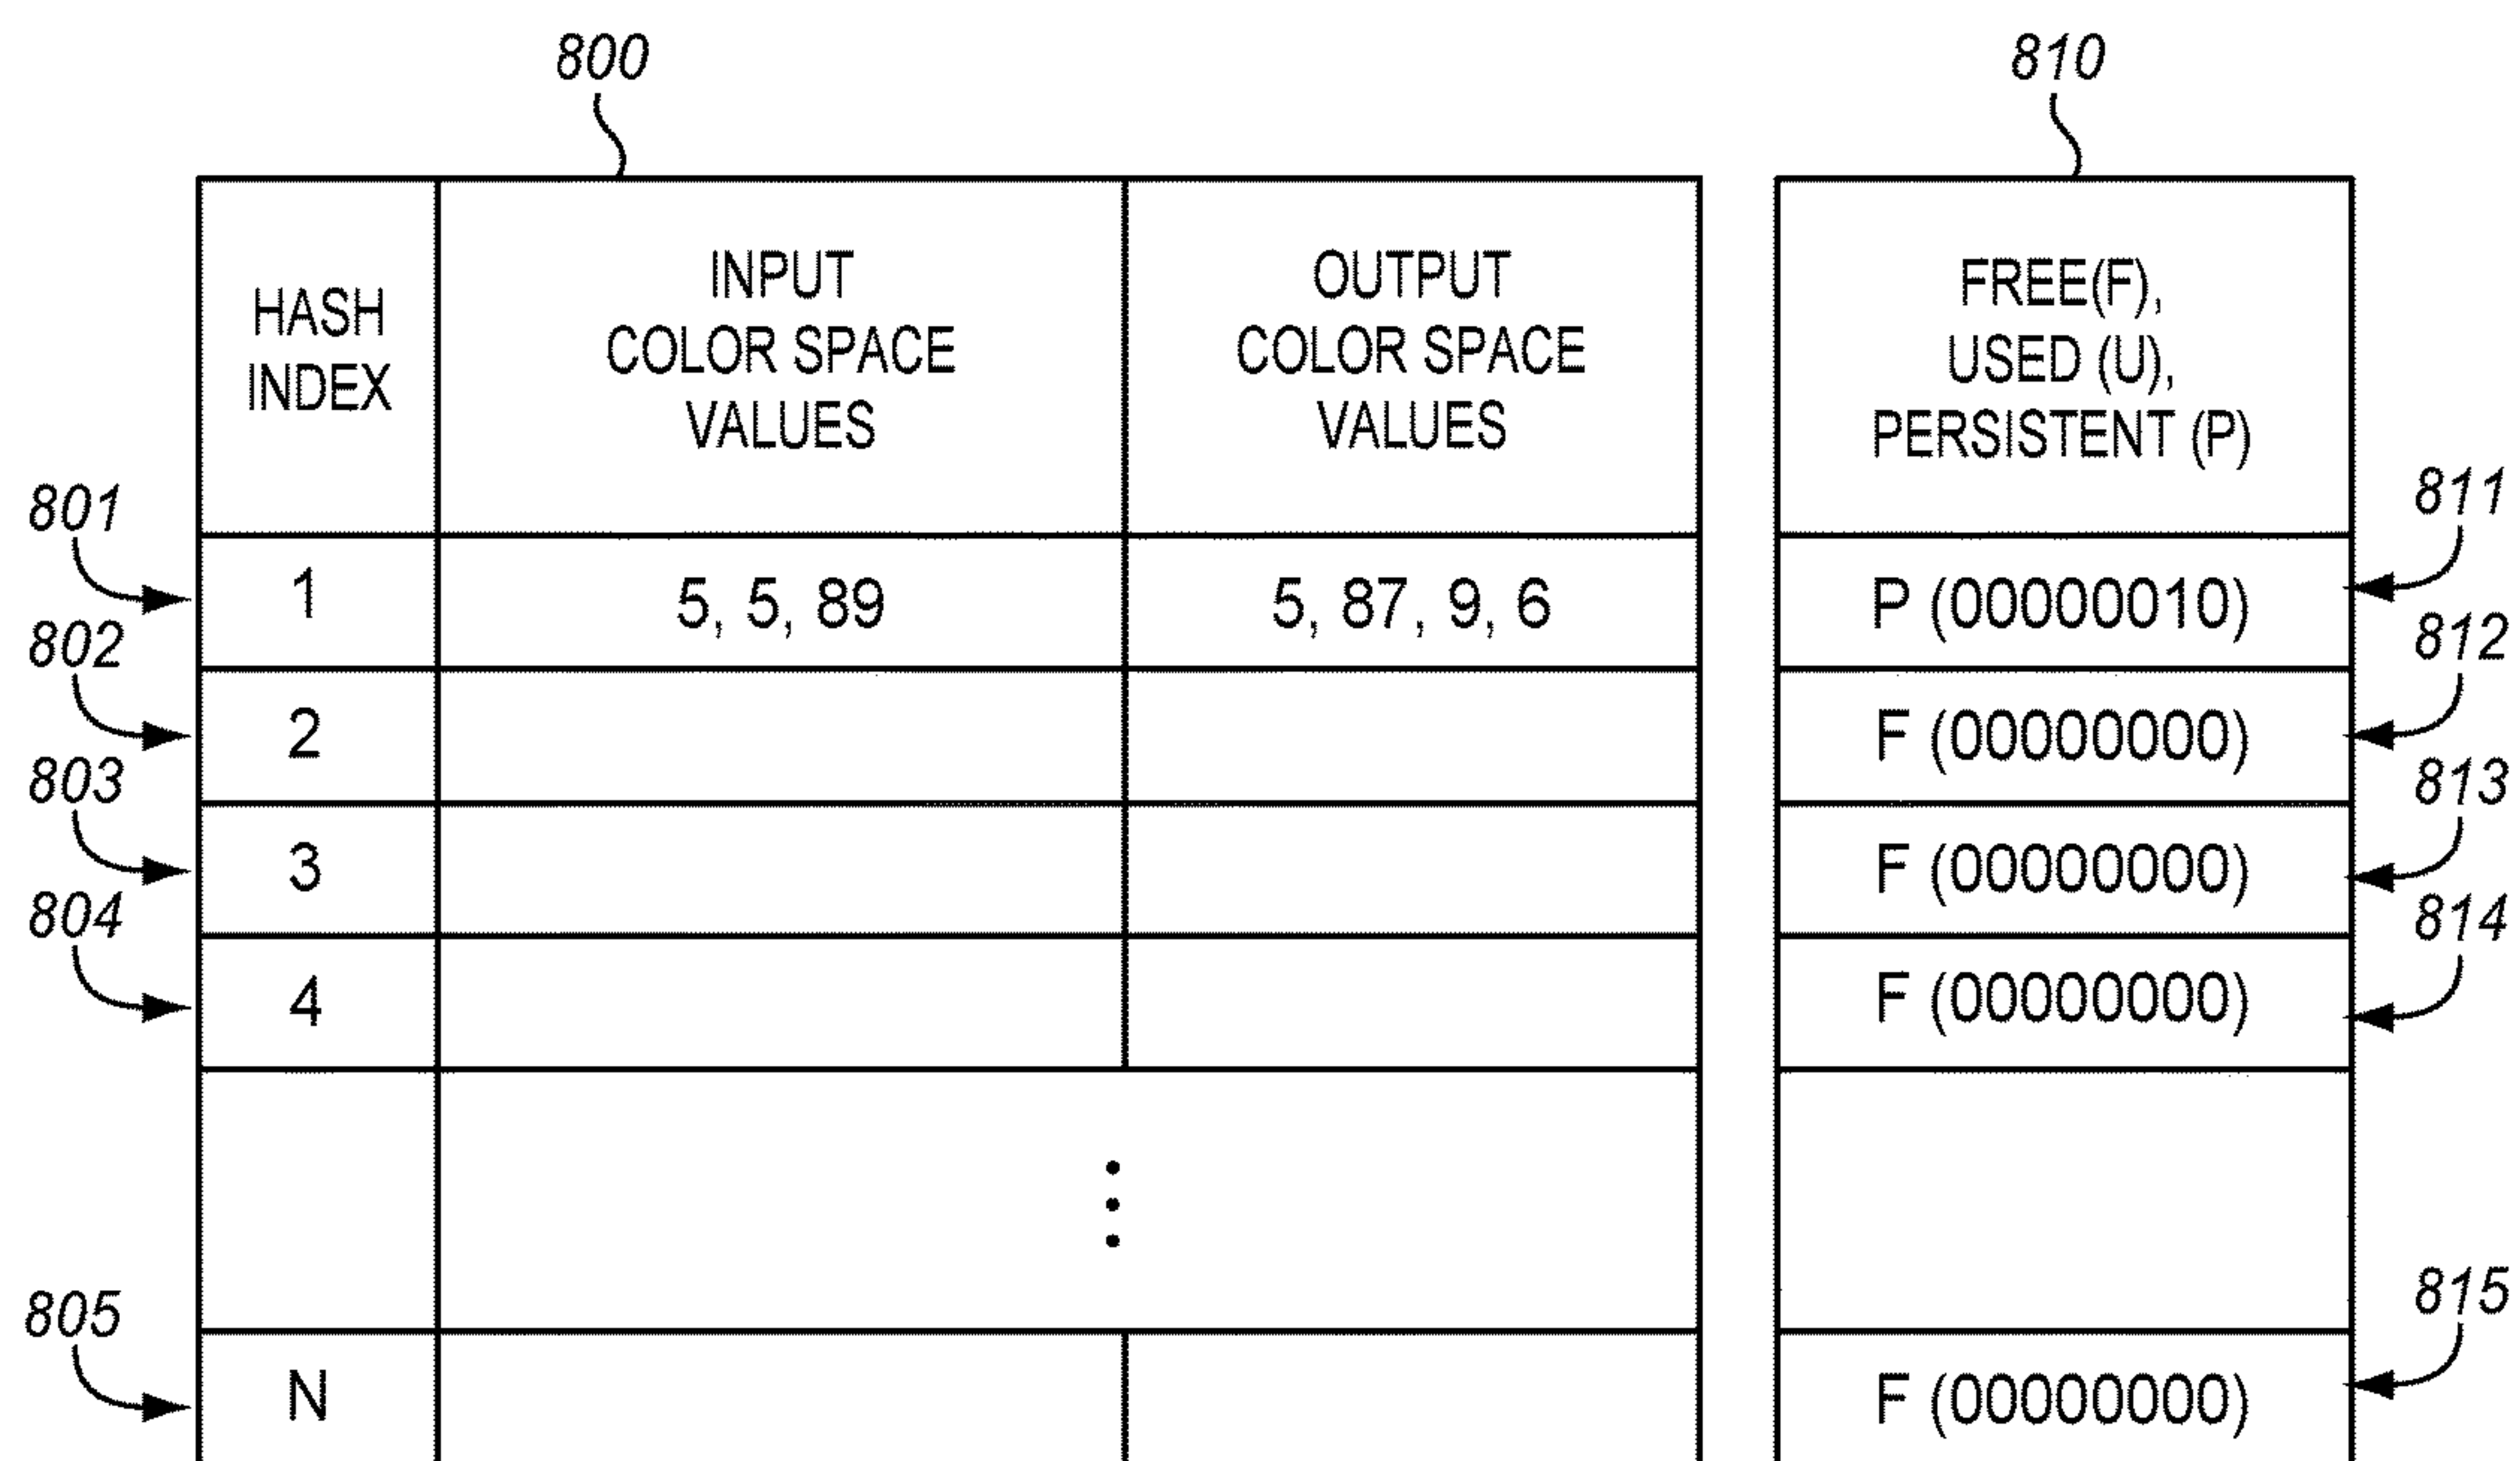 800
810
HASH
INDEX
INPUT
COLOR SPACE
VALUES
OUTPUT
COLOR SPACE
VALUES
FREE(F),
USED (U),
PERSISTENT (P)
801
1
5, 5, 89
5, 87, 9, 6
P (00000010)
811
802
2
F (00000000)
812
803
3
F (00000000)
813
804
4
F (00000000)
814
805
N
F (00000000)
815